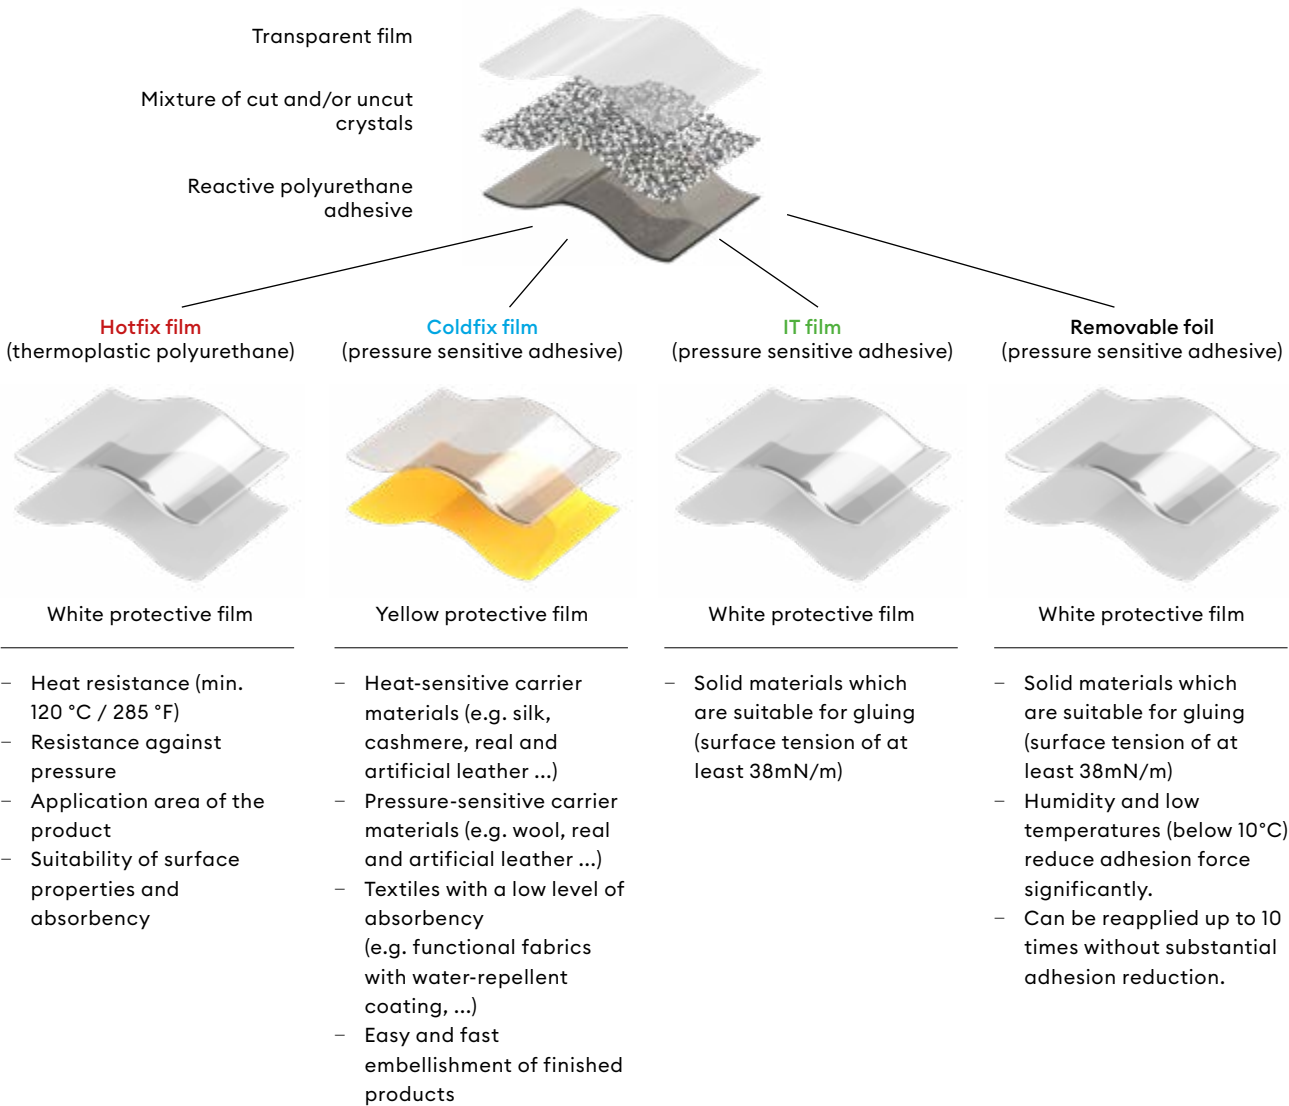 Transparent film
Mixture of cut and/or uncut
crystals
Reactive polyurethane
adhesive
Hotfix film
(thermoplastic polyurethane)
White protective film
– Heat resistance (min.
120 °C / 285 °F)
– Resistance against
pressure
– Application area of the
product
– Suitability of surface
properties and
absorbency
Coldfix film
(pressure sensitive adhesive)
Yellow protective film
– Heat-sensitive carrier
materials (e.g. silk,
cashmere, real and
artificial leather ...)
– Pressure-sensitive carrier
materials (e.g. wool, real
and artificial leather ...)
– Textiles with a low level of
absorbency
(e.g. functional fabrics
with water-repellent
coating, ...)
– Easy and fast
embellishment of finished
products
IT film
(pressure sensitive adhesive)
White protective film
– Solid materials which
are suitable for gluing
(surface tension of at
least 38mN/m)
Removable foil
(pressure sensitive adhesive)
White protective film
– Solid materials which
are suitable for gluing
(surface tension of at
least 38mN/m)
– Humidity and low
temperatures (below 10°C)
reduce adhesion force
significantly.
– Can be reapplied up to 10
times without substantial
adhesion reduction.